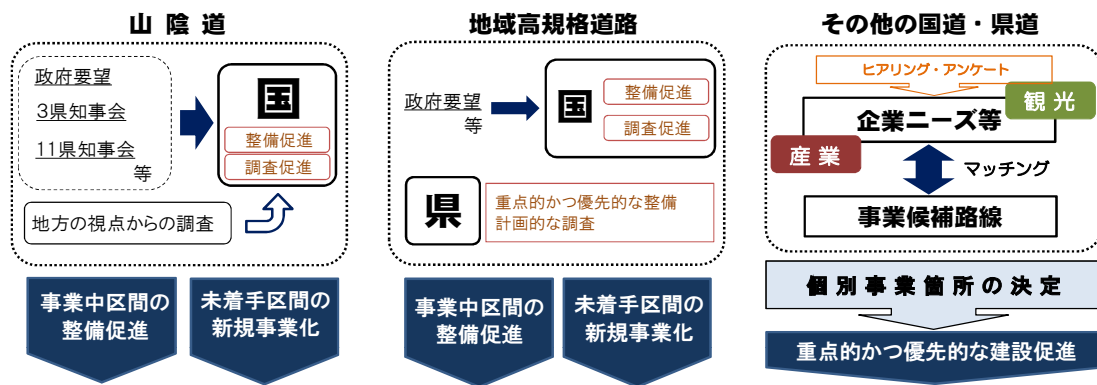 山陰道
政府要望
3県知事会
11県知事会
等
国
整備促進
調査促進
地方の視点からの調査
事業中区間の
整備促進
未着手区間の
新規事業化
地域高規格道路
政府要望
等
国
整備促進
調査促進
県
重点的かつ優先的な整備
計画的な調査
事業中区間の
整備促進
未着手区間の
新規事業化
その他の国道・県道
ヒアリング・アンケート
観光
企業ニーズ等
産業
マッチング
事業候補路線
個別事業箇所の決定
重点的かつ優先的な建設促進